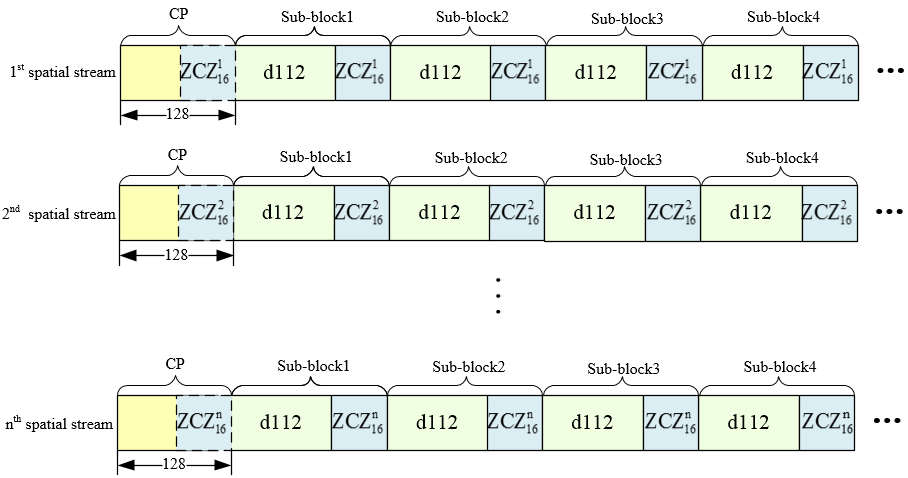 CP Sub-block1 Sub-block2 Sub-block3 Sub-block4
1st spatial stream ZCZ¹₁₆ d112 ZCZ¹₁₆ d112 ZCZ¹₁₆ d112 ZCZ¹₁₆ d112 ZCZ¹₁₆ •••
128
CP Sub-block1 Sub-block2 Sub-block3 Sub-block4
2nd spatial stream ZCZ²₁₆ d112 ZCZ²₁₆ d112 ZCZ²₁₆ d112 ZCZ²₁₆ d112 ZCZ²₁₆ •••
128
CP Sub-block1 Sub-block2 Sub-block3 Sub-block4
nth spatial stream ZCZⁿ₁₆ d112 ZCZⁿ₁₆ d112 ZCZⁿ₁₆ d112 ZCZⁿ₁₆ d112 ZCZⁿ₁₆ •••
128